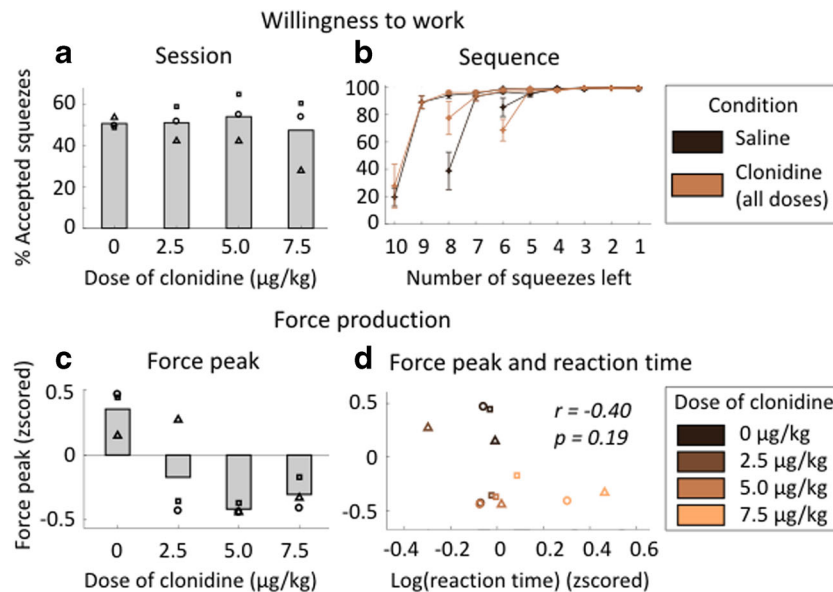 Willingness to work
a
Session
% Accepted squeezes
60
40
20
0
0 2.5 5.0 7.5
Dose of clonidine (μg/kg)
b
Sequence
100
80
60
40
20
0
10 9 8 7 6 5 4 3 2 1
Number of squeezes left
Condition
Saline
Clonidine
(all doses)
Force production
c
Force peak
Force peak (zscored)
0.5
0
-0.5
0 2.5 5.0 7.5
Dose of clonidine (μg/kg)
d
Force peak and reaction time
r = -0.40
p = 0.19
0.5
0
-0.5
-0.4 -0.2 0 0.2 0.4 0.6
Log(reaction time) (zscored)
Dose of clonidine
0 μg/kg
2.5 μg/kg
5.0 μg/kg
7.5 μg/kg